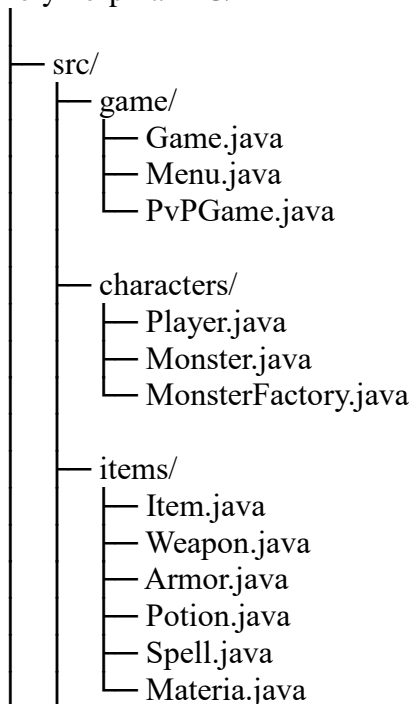 src/
game/
Game.java
Menu.java
PvPGame.java
characters/
Player.java
Monster.java
MonsterFactory.java
items/
Item.java
Weapon.java
Armor.java
Potion.java
Spell.java
Materia.java